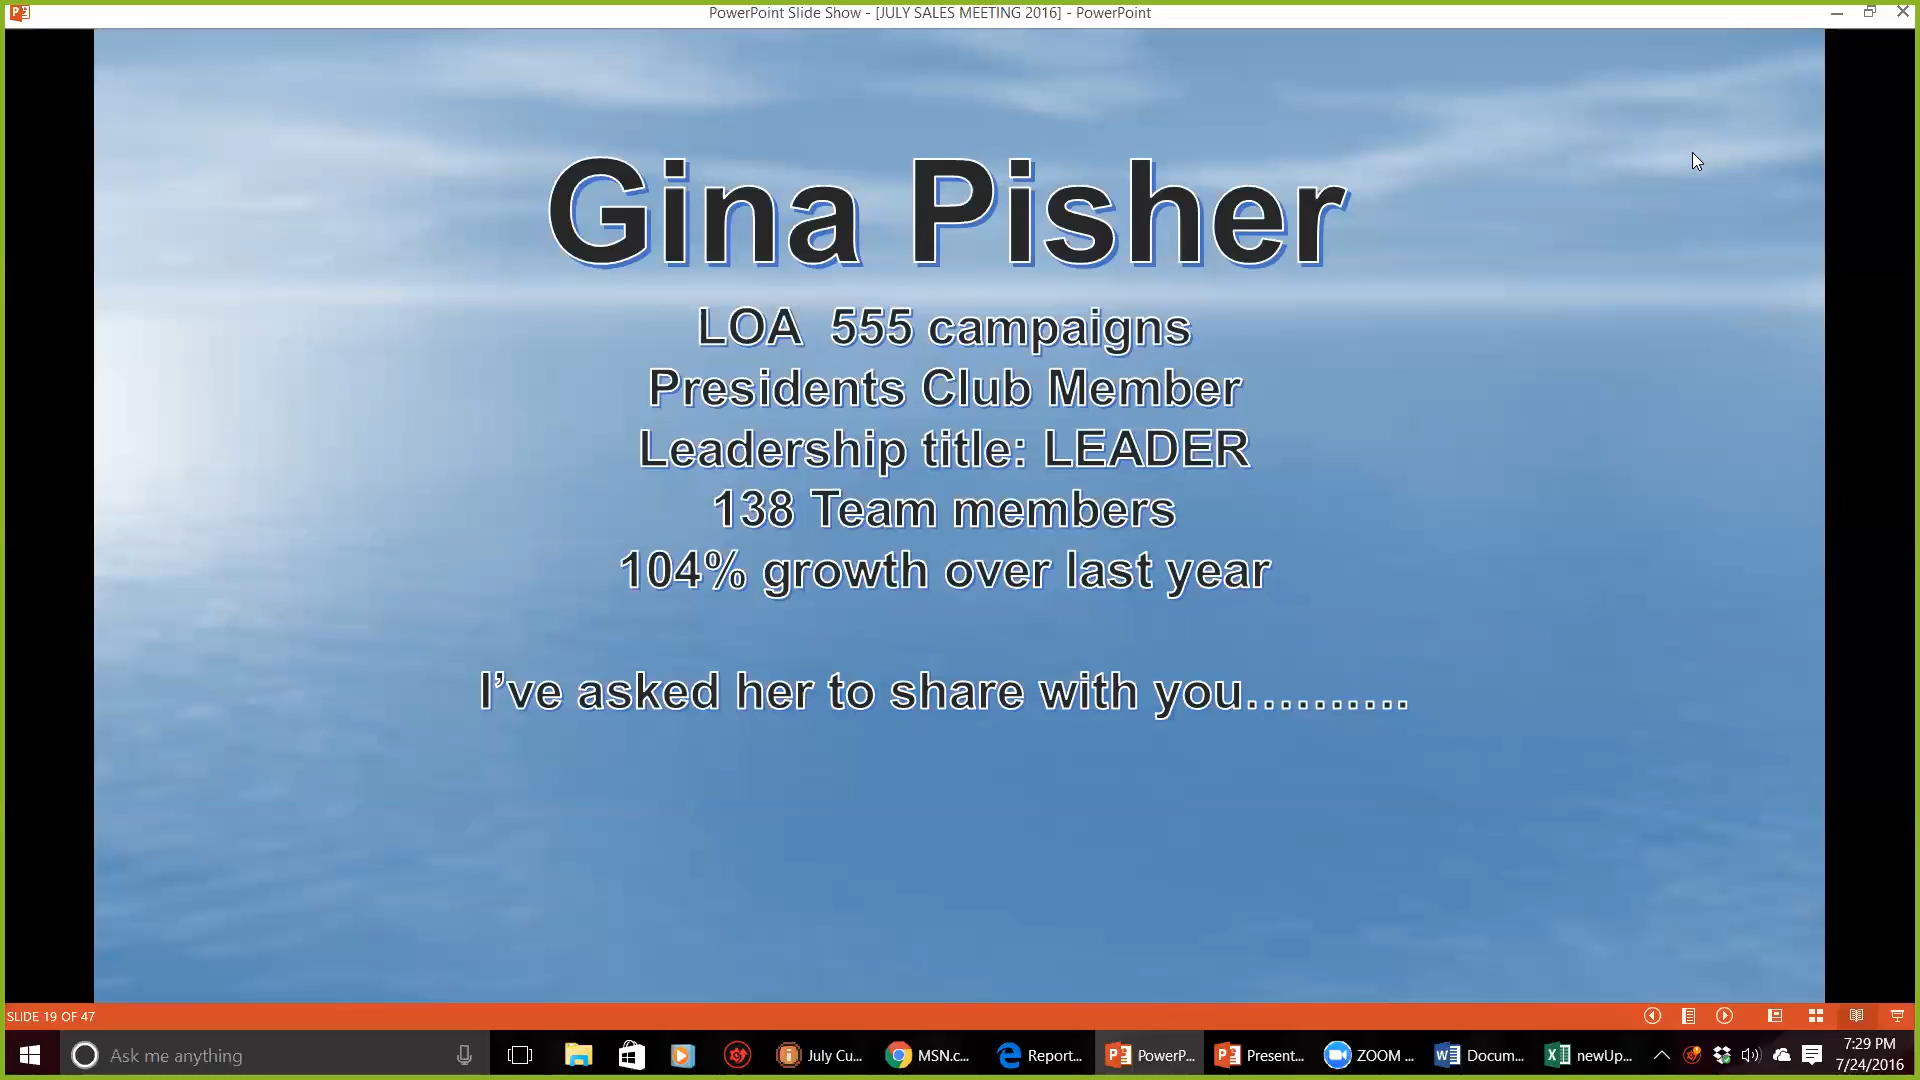 PowerPoint Slide Show - [JULY SALES MEETING 2016] - PowerPoint
Gina Pisher
LOA 555 campaigns
Presidents Club Member
Leadership title: LEADER
138 Team members
104% growth over last year
I’ve asked her to share with you..........
SLIDE 19 OF 47
Ask me anything
July Cu...
MSN.c...
Report...
PowerP...
Present...
ZOOM ...
Docum...
newUp...
7:29 PM
7/24/2016